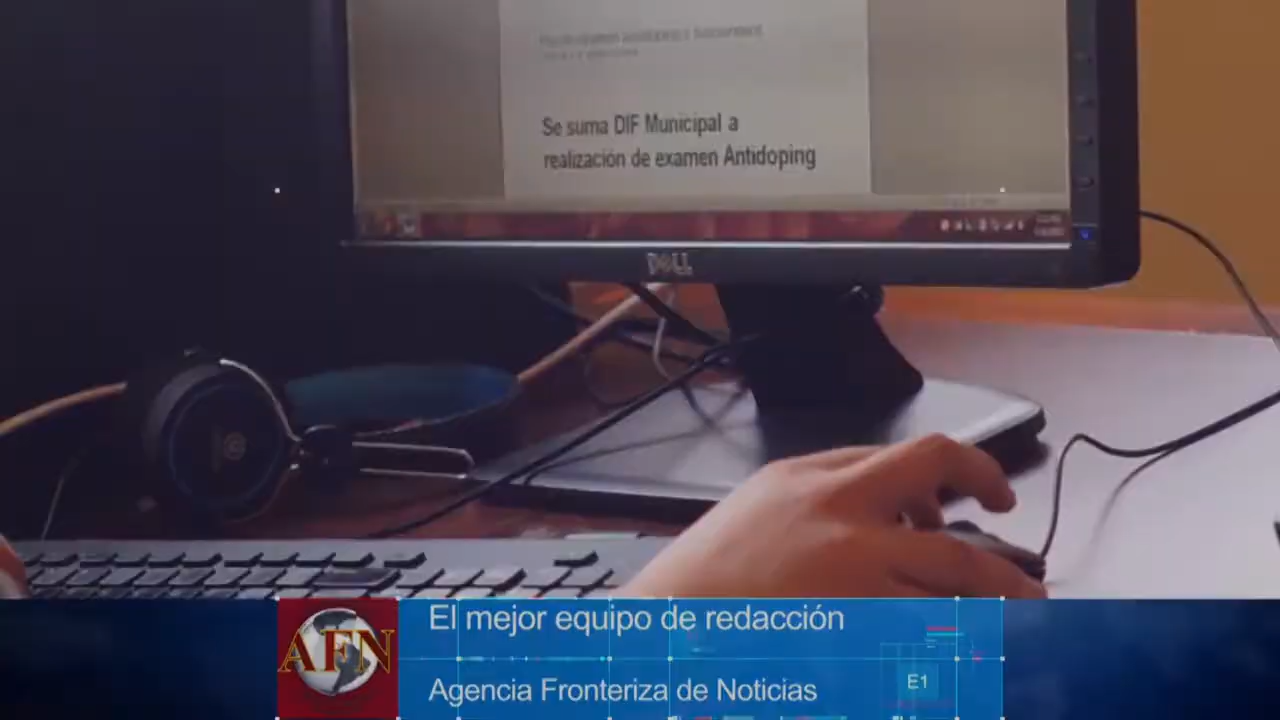 Se suma DIF Municipal a
realización de examen Antidoping
DELL
AFN
El mejor equipo de redacción
Agencia Fronteriza de Noticias
E1